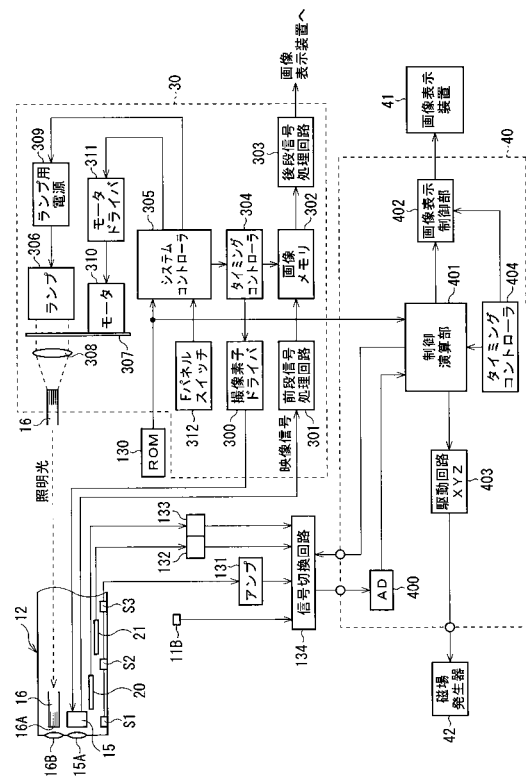 12
16
16A
16B
15A
15
20
S1
S2
21
S3
照明光
16
308
307
ランプ
306
ランプ用
電源
309
モータ
310
モータ
ドライバ
311
30
システム
コントローラ
305
タイミング
コントローラ
304
画像
メモリ
302
後段信号
処理回路
303
画像
表示装置へ
Fパネル
スイッチ
312
撮像素子
ドライバ
300
前段信号
処理回路
301
映像信号
ROM
130
133
132
131
アンプ
11B
信号切換回路
134
AD
400
制御
演算部
401
画像表示
制御部
402
画像表示
装置
41
40
タイミング
コントローラ
404
駆動回路
XYZ
403
磁場
発生器
42